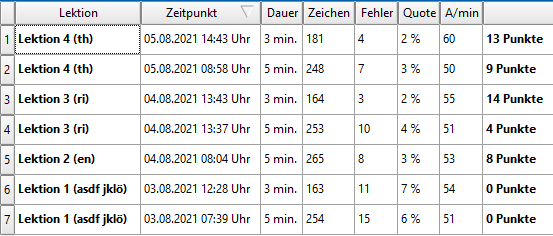 Lektion Zeitpunkt Dauer Zeichen Fehler Quote A/min
1 Lektion 4 (th) 05.08.2021 14:43 Uhr 3 min. 181 4 2 % 60 13 Punkte
2 Lektion 4 (th) 05.08.2021 08:58 Uhr 5 min. 248 7 3 % 50 9 Punkte
3 Lektion 3 (ri) 04.08.2021 13:43 Uhr 3 min. 164 3 2 % 55 14 Punkte
4 Lektion 3 (ri) 04.08.2021 13:37 Uhr 5 min. 253 10 4 % 51 4 Punkte
5 Lektion 2 (en) 04.08.2021 08:04 Uhr 5 min. 265 8 3 % 53 8 Punkte
6 Lektion 1 (asdf jklö) 03.08.2021 12:28 Uhr 3 min. 163 11 7 % 54 0 Punkte
7 Lektion 1 (asdf jklö) 03.08.2021 07:39 Uhr 5 min. 254 15 6 % 51 0 Punkte